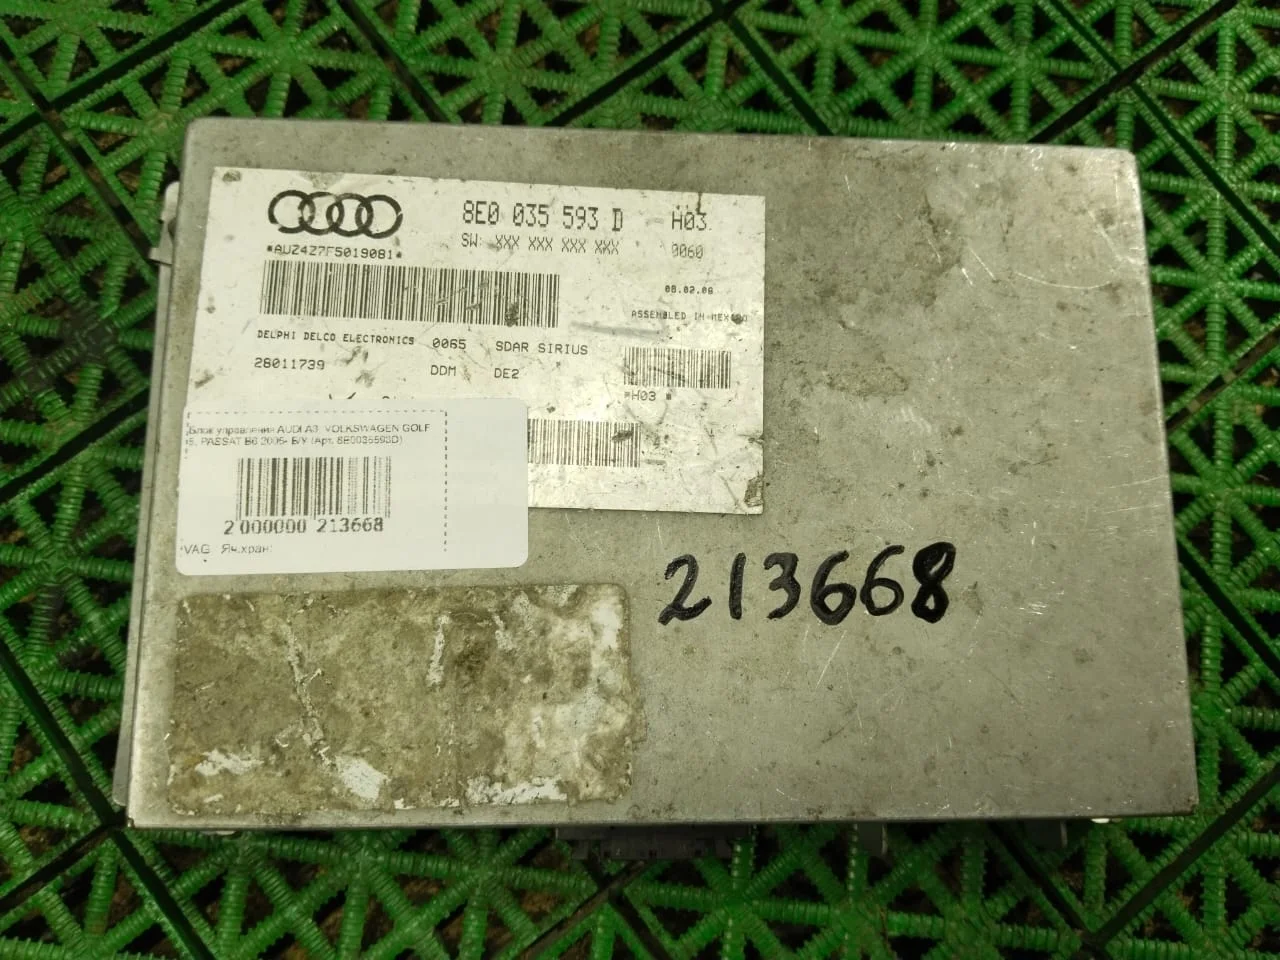 8E0 035 593 D H03
SW: XXX XXX XXX XXX 0060
*AUZ4Z7F5019081*
08.02.08
ASSEMBLED IN MEXICO
DELPHI DELCO ELECTRONICS 0065 SDAR SIRIUS
28011739 DDM DE2
*H03 *
Блок управления AUDI A3, VOLKSWAGEN GOLF
5, PASSAT B6 2005- Б/У (Арт. 8E0035593D)
2 000000 213668
VAG Яч.хран:
213668